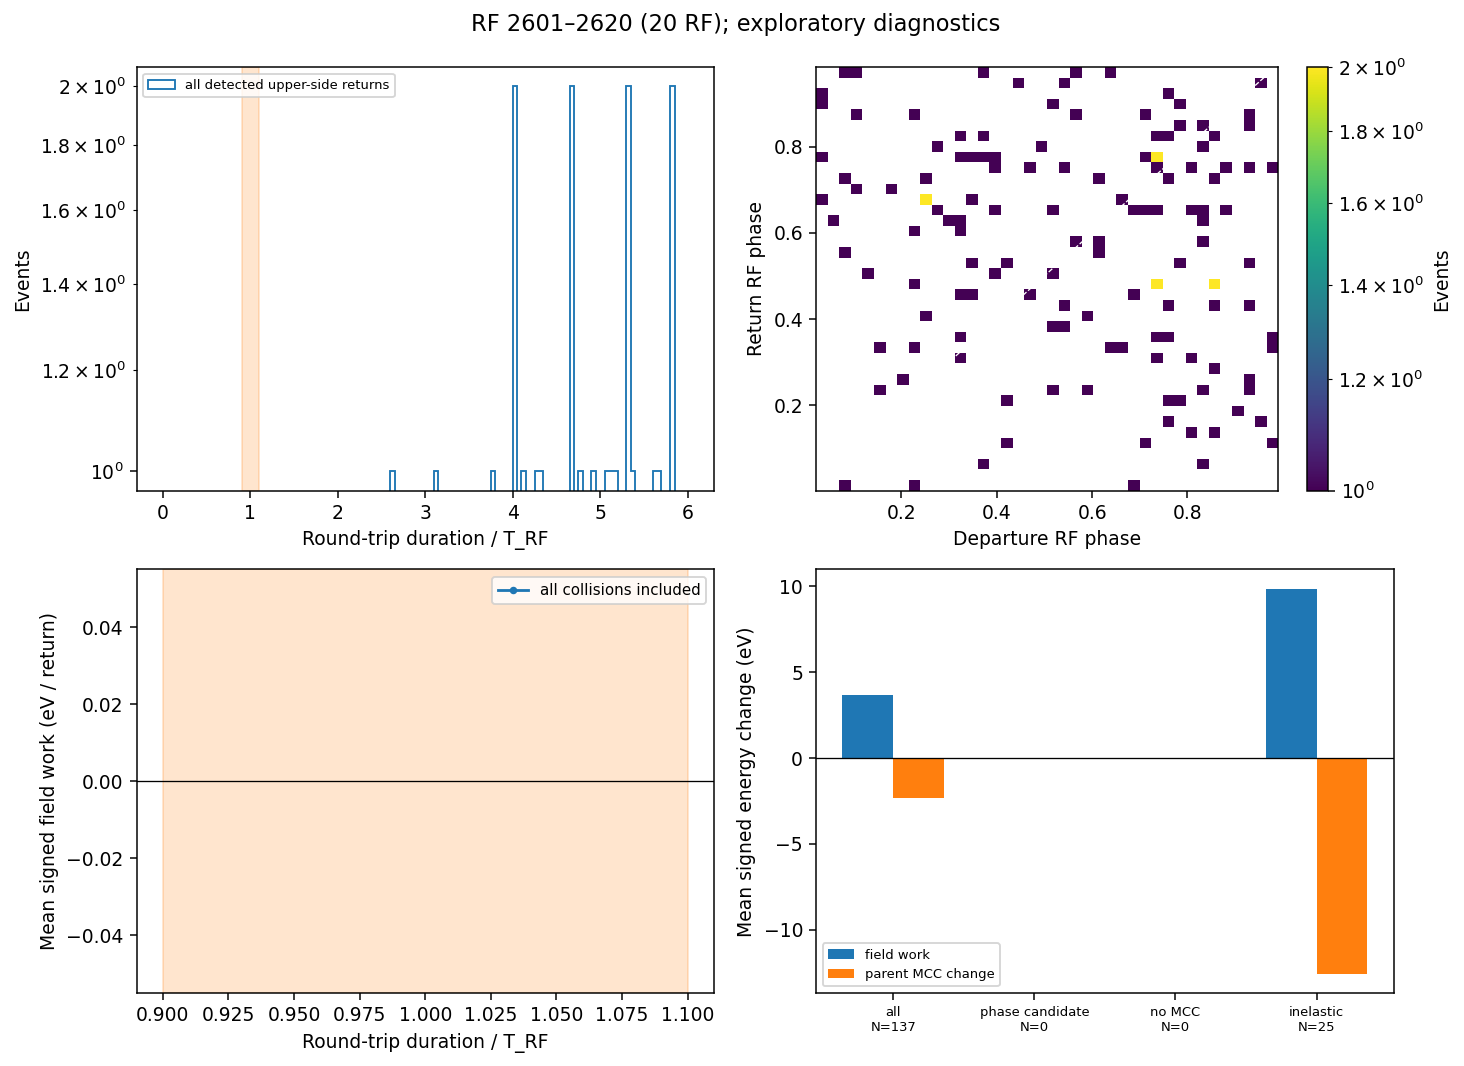 RF 2601–2620 (20 RF); exploratory diagnostics
all detected upper-side returns
Events
2 × 10⁰
1.8 × 10⁰
1.6 × 10⁰
1.4 × 10⁰
1.2 × 10⁰
10⁰
0 1 2 3 4 5 6
Round-trip duration / T_RF
Return RF phase
0.8
0.6
0.4
0.2
0.2 0.4 0.6 0.8
Departure RF phase
2 × 10⁰
1.8 × 10⁰
1.6 × 10⁰
1.4 × 10⁰
1.2 × 10⁰
10⁰
Events
all collisions included
Mean signed field work (eV / return)
0.04
0.02
0.00
−0.02
−0.04
0.900 0.925 0.950 0.975 1.000 1.025 1.050 1.075 1.100
Round-trip duration / T_RF
Mean signed energy change (eV)
10
5
0
−5
−10
field work
parent MCC change
all
N=137
phase candidate
N=0
no MCC
N=0
inelastic
N=25